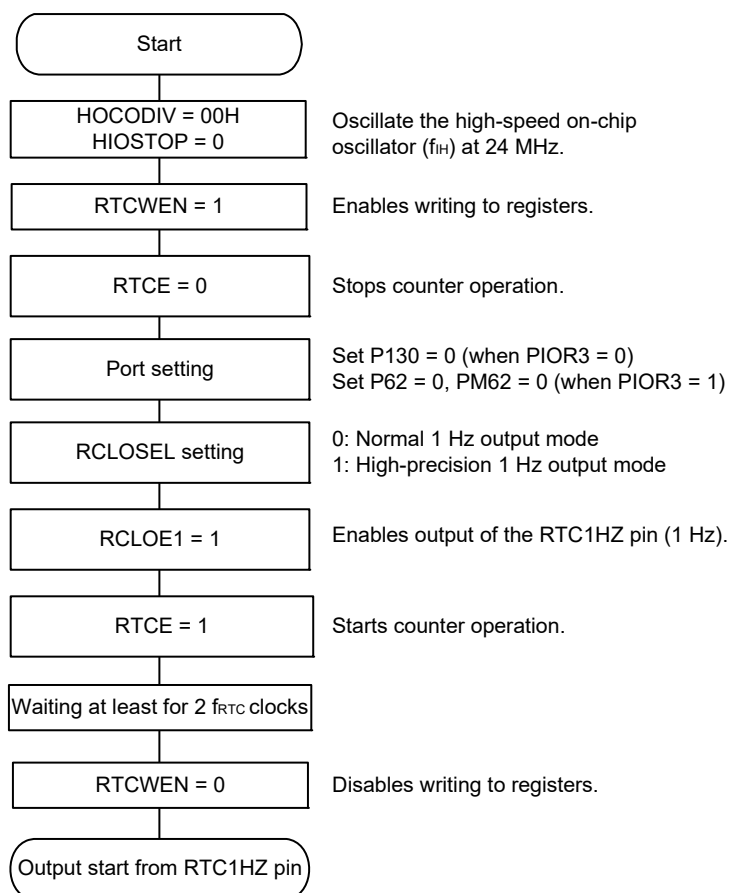 Start
HOCODIV = 00H
HIOSTOP = 0
Oscillate the high-speed on-chip
oscillator (fIH) at 24 MHz.
RTCWEN = 1
Enables writing to registers.
RTCE = 0
Stops counter operation.
Port setting
Set P130 = 0 (when PIOR3 = 0)
Set P62 = 0, PM62 = 0 (when PIOR3 = 1)
RCLOSEL setting
0: Normal 1 Hz output mode
1: High-precision 1 Hz output mode
RCLOE1 = 1
Enables output of the RTC1HZ pin (1 Hz).
RTCE = 1
Starts counter operation.
Waiting at least for 2 fRTC clocks
RTCWEN = 0
Disables writing to registers.
Output start from RTC1HZ pin